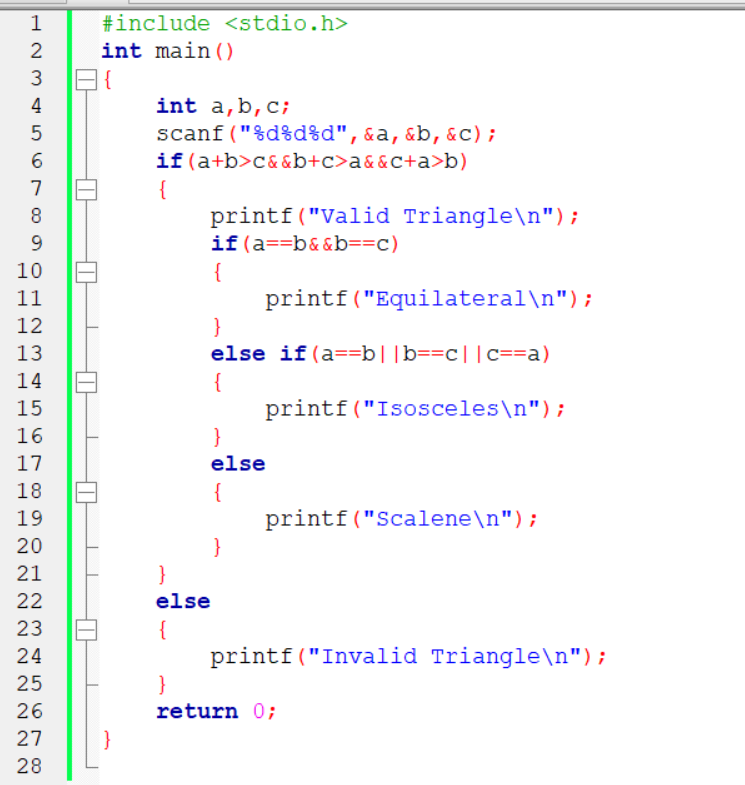 1 #include <stdio.h>
2 int main()
3 {
4     int a,b,c;
5     scanf("%d%d%d",&a,&b,&c);
6     if(a+b>c&&b+c>a&&c+a>b)
7     {
8         printf("Valid Triangle\n");
9         if(a==b&&b==c)
10         {
11             printf("Equilateral\n");
12         }
13         else if(a==b||b==c||c==a)
14         {
15             printf("Isosceles\n");
16         }
17         else
18         {
19             printf("Scalene\n");
20         }
21     }
22     else
23     {
24         printf("Invalid Triangle\n");
25     }
26     return 0;
27 }
28